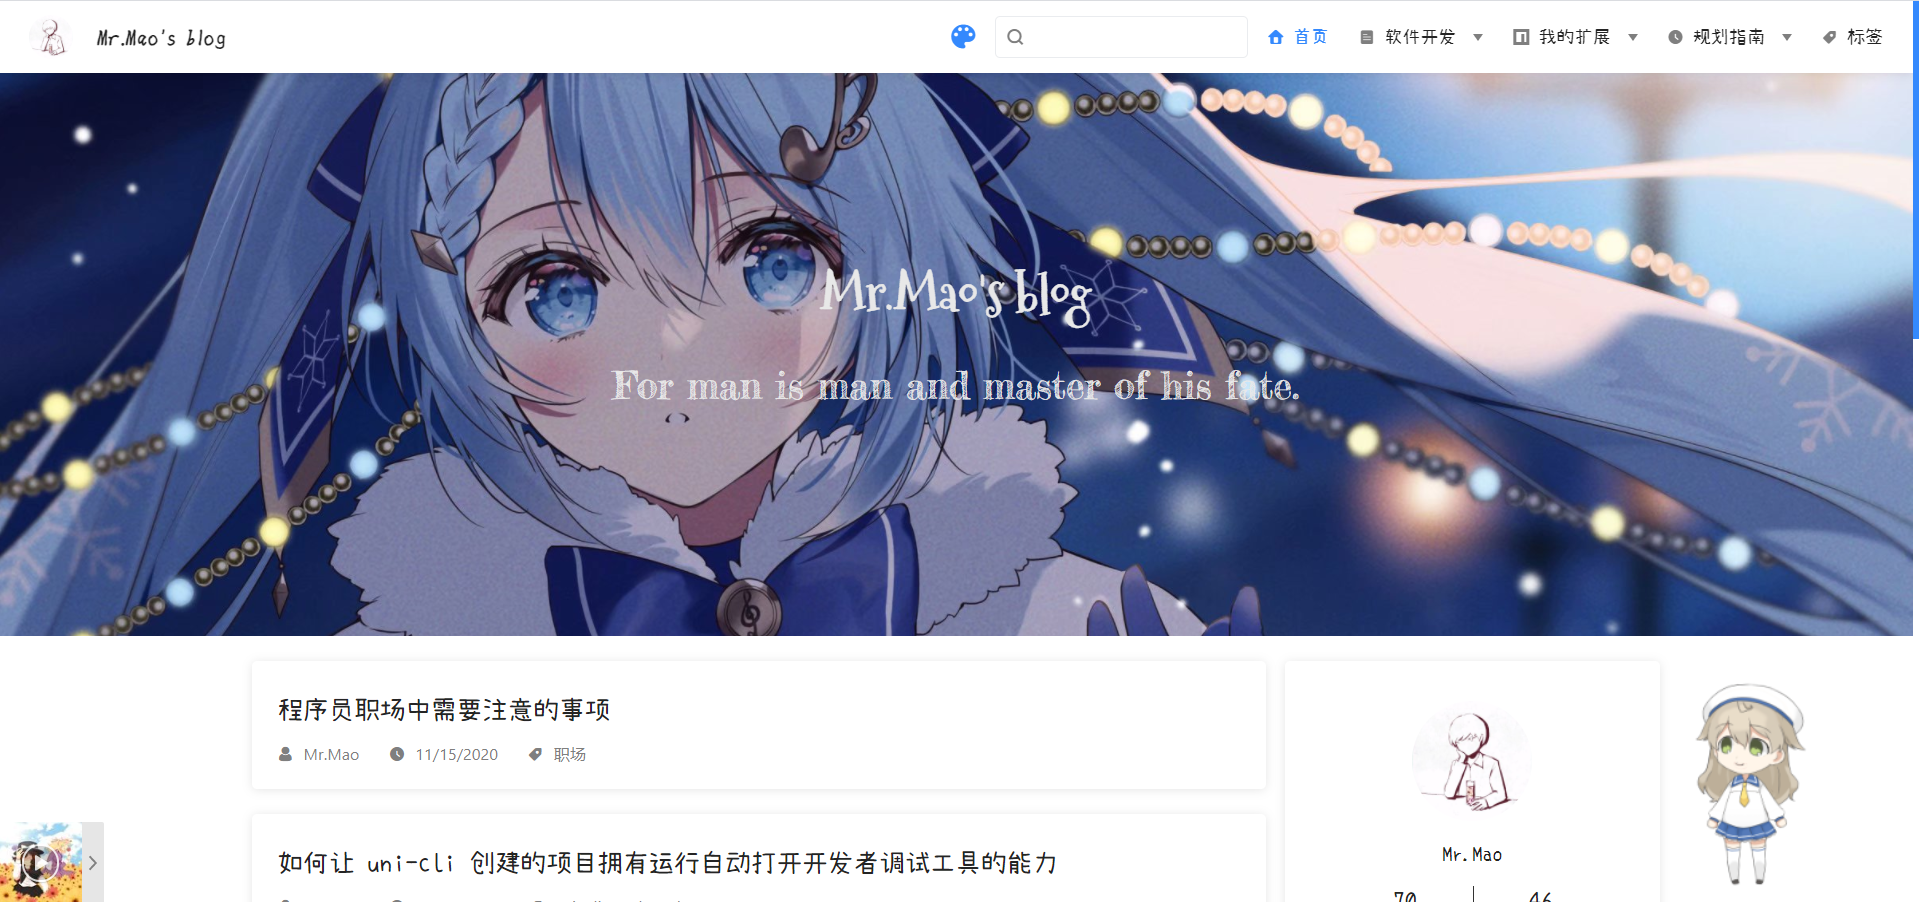 Mr.Mao's blog
首页
软件开发
我的扩展
规划指南
标签
Mr.Mao's blog
For man is man and master of his fate.
程序员职场中需要注意的事项
Mr.Mao 11/15/2020 职场
如何让 uni-cli 创建的项目拥有运行自动打开开发者调试工具的能力
Mr.Mao
70 46